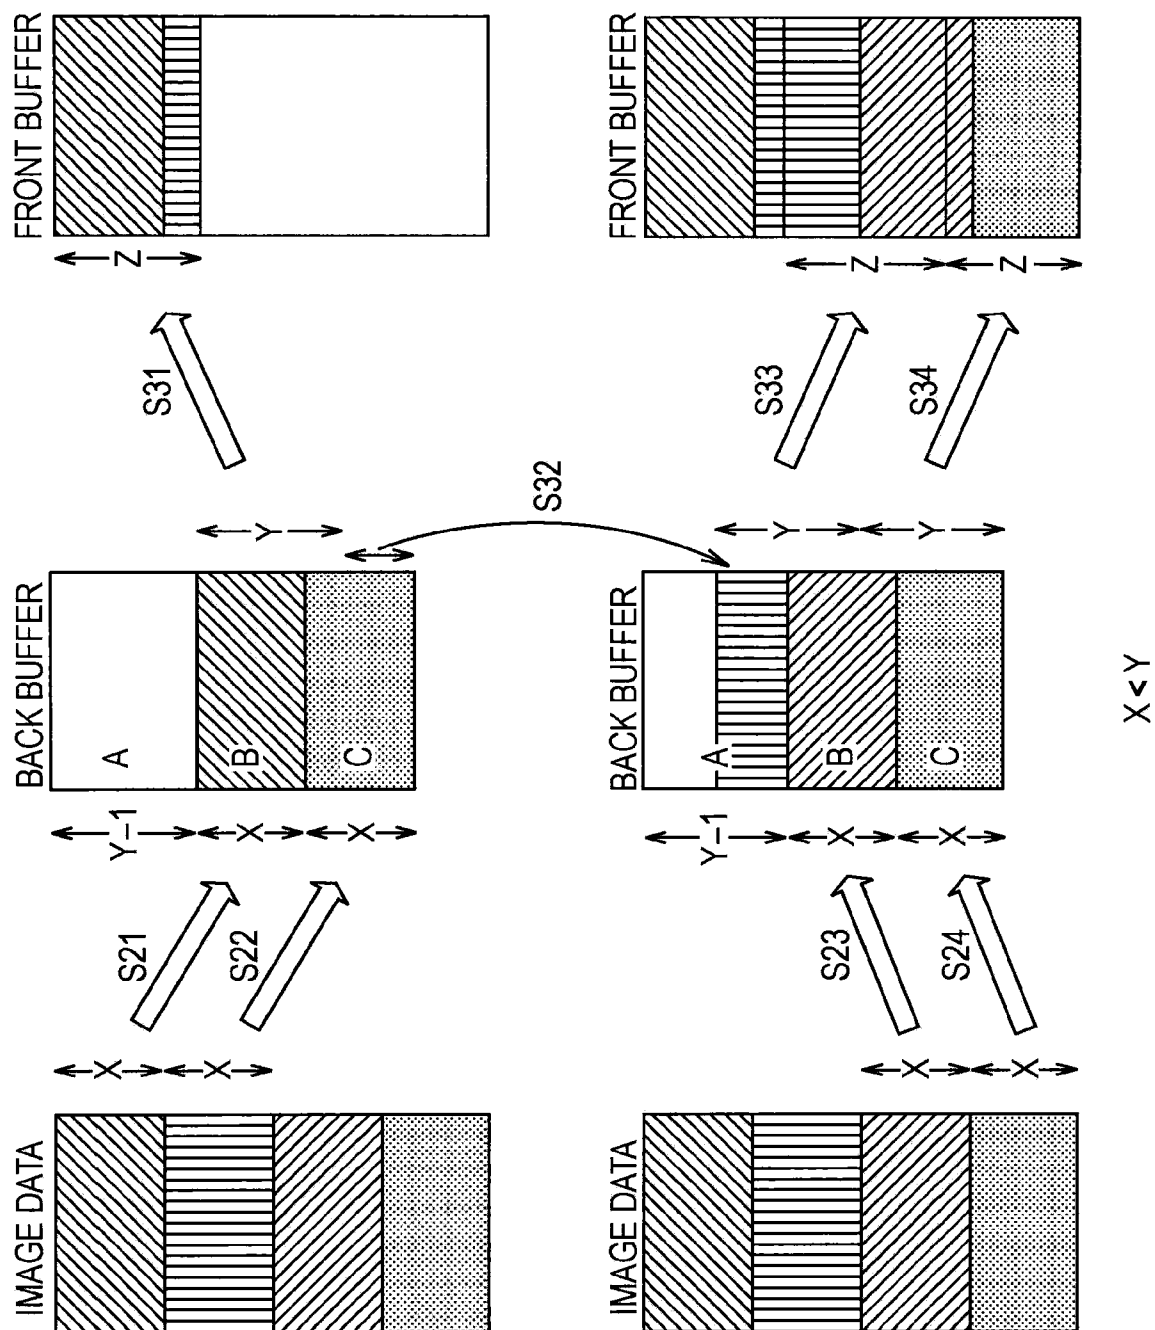 FRONT BUFFER
Z
S31
BACK BUFFER
A
B
C
Y-1
X
X
Y
S21
S22
IMAGE DATA
X
X
S32
FRONT BUFFER
Z
Z
S33
S34
BACK BUFFER
A
B
C
Y-1
X
X
Y
Y
S23
S24
IMAGE DATA
X
X
X < Y